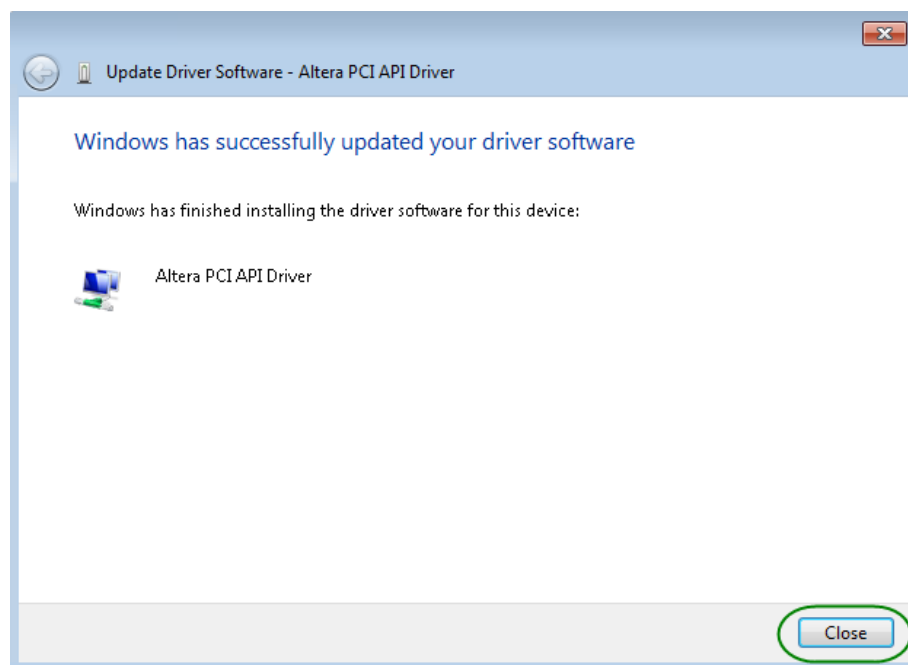 Update Driver Software - Altera PCI API Driver
Windows has successfully updated your driver software
Windows has finished installing the driver software for this device:
Altera PCI API Driver
Close